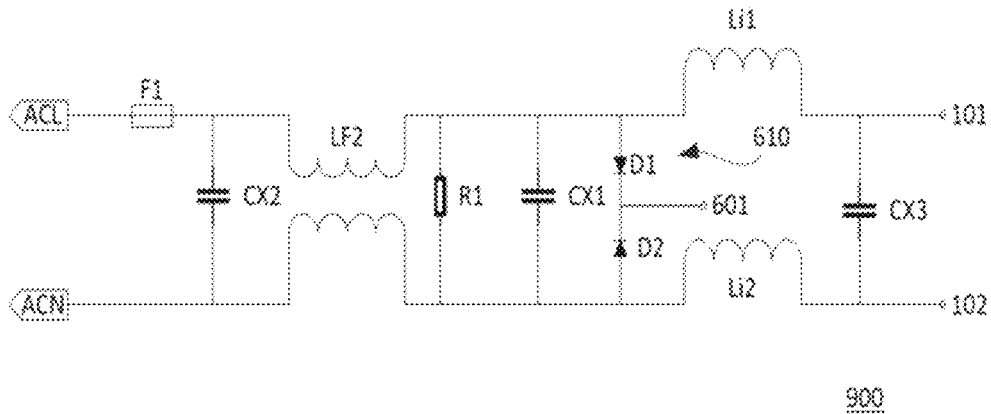 Li1
F1
ACL
LF2
101
610
CX2
R1
CX1
D1
601
CX3
D2
Li2
ACN
102
900